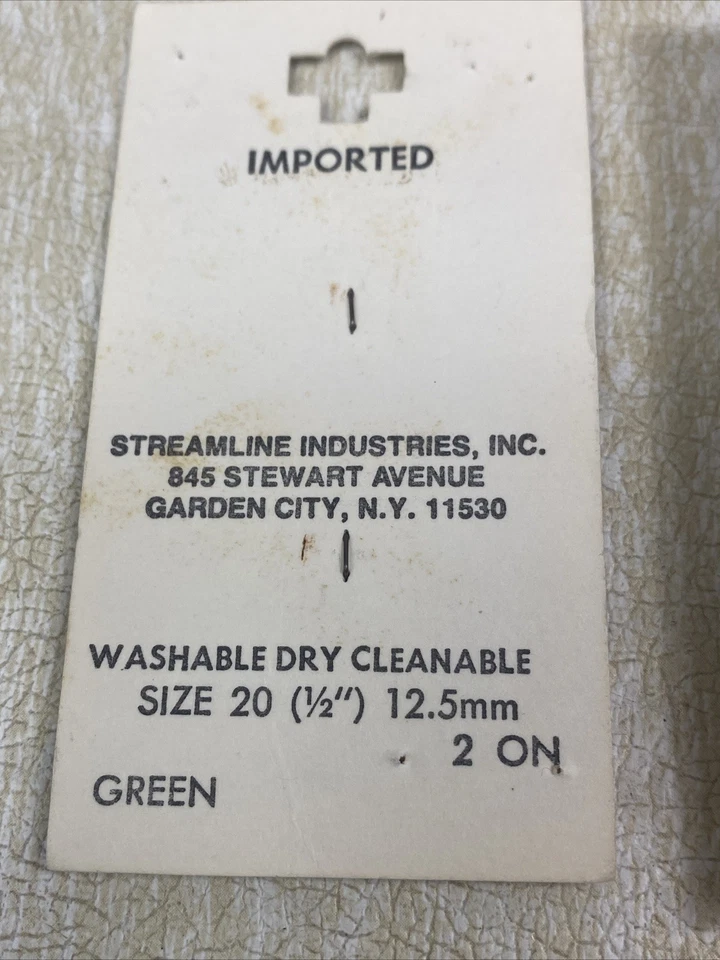 IMPORTED
STREAMLINE INDUSTRIES, INC.
845 STEWART AVENUE
GARDEN CITY, N.Y. 11530
WASHABLE DRY CLEANABLE
SIZE 20 (½") 12.5mm
2 ON
GREEN